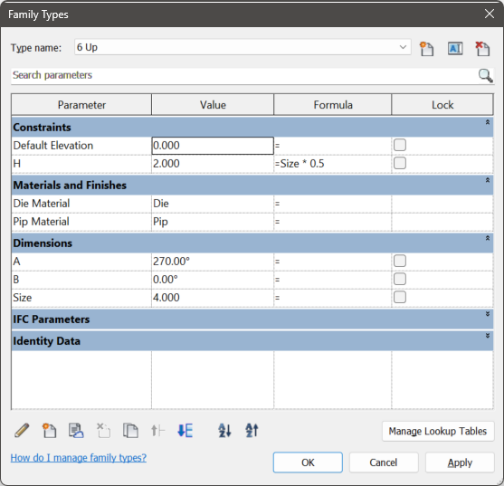 Family Types
Type name: 6 Up
Search parameters
Parameter Value Formula Lock
Constraints
Default Elevation 0.000 =
H 2.000 =Size * 0.5
Materials and Finishes
Die Material Die =
Pip Material Pip =
Dimensions
A 270.00° =
B 0.00° =
Size 4.000 =
IFC Parameters
Identity Data
Manage Lookup Tables
How do I manage family types?
OK Cancel Apply